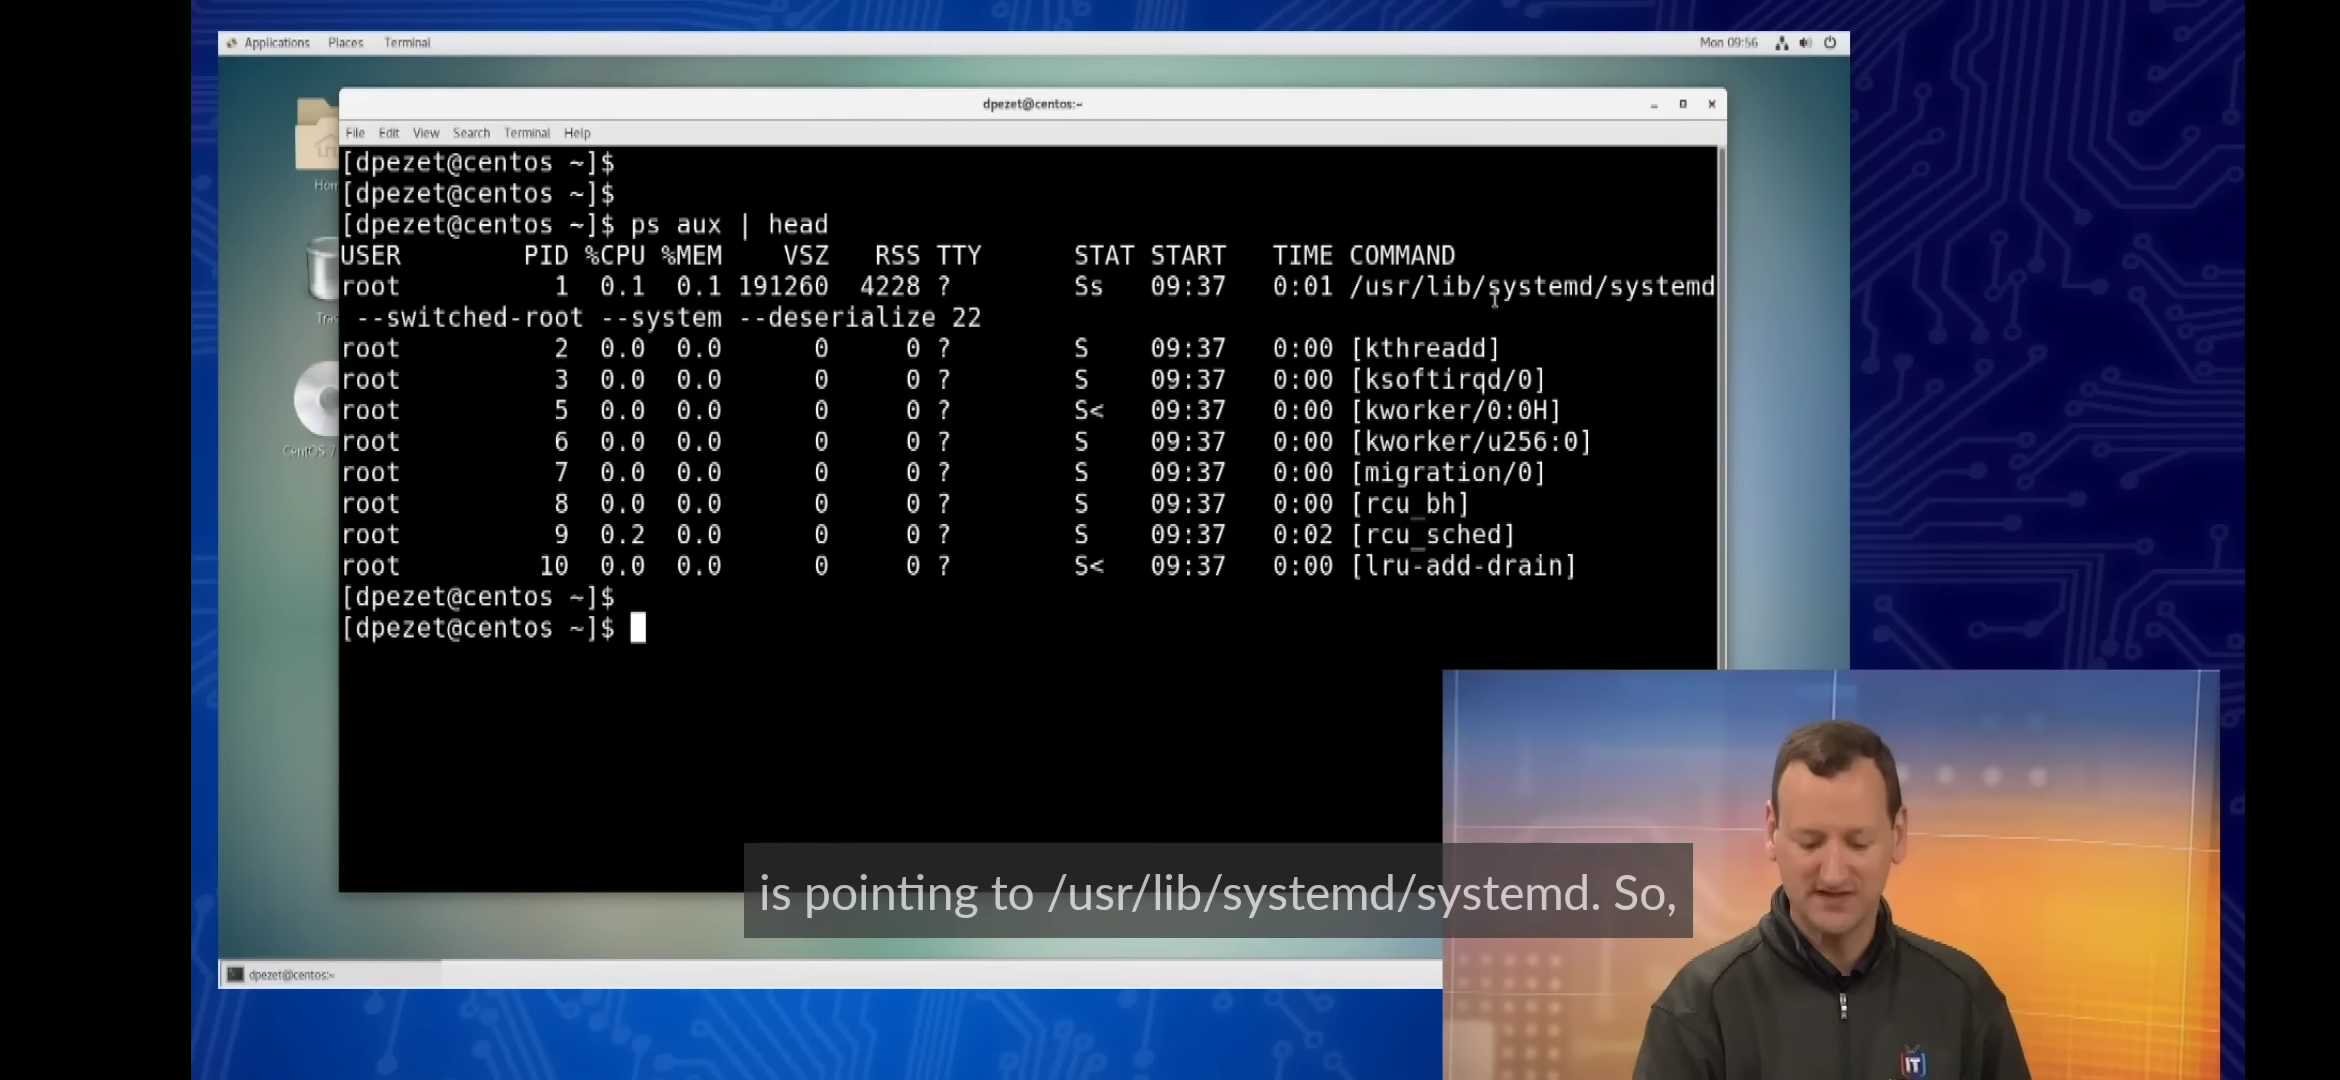 Applications Places Terminal Mon 09:56
dpezet@centos:~
File Edit View Search Terminal Help
[dpezet@centos ~]$
[dpezet@centos ~]$
[dpezet@centos ~]$ ps aux | head
USER PID %CPU %MEM VSZ RSS TTY STAT START TIME COMMAND
root 1 0.1 0.1 191260 4228 ? Ss 09:37 0:01 /usr/lib/systemd/systemd
--switched-root --system --deserialize 22
root 2 0.0 0.0 0 0 ? S 09:37 0:00 [kthreadd]
root 3 0.0 0.0 0 0 ? S 09:37 0:00 [ksoftirqd/0]
root 5 0.0 0.0 0 0 ? S< 09:37 0:00 [kworker/0:0H]
root 6 0.0 0.0 0 0 ? S 09:37 0:00 [kworker/u256:0]
root 7 0.0 0.0 0 0 ? S 09:37 0:00 [migration/0]
root 8 0.0 0.0 0 0 ? S 09:37 0:00 [rcu_bh]
root 9 0.2 0.0 0 0 ? S 09:37 0:02 [rcu_sched]
root 10 0.0 0.0 0 0 ? S< 09:37 0:00 [lru-add-drain]
[dpezet@centos ~]$
[dpezet@centos ~]$
Hom
Tras
CentOS 7
is pointing to /usr/lib/systemd/systemd. So,
dpezet@centos:~
IT